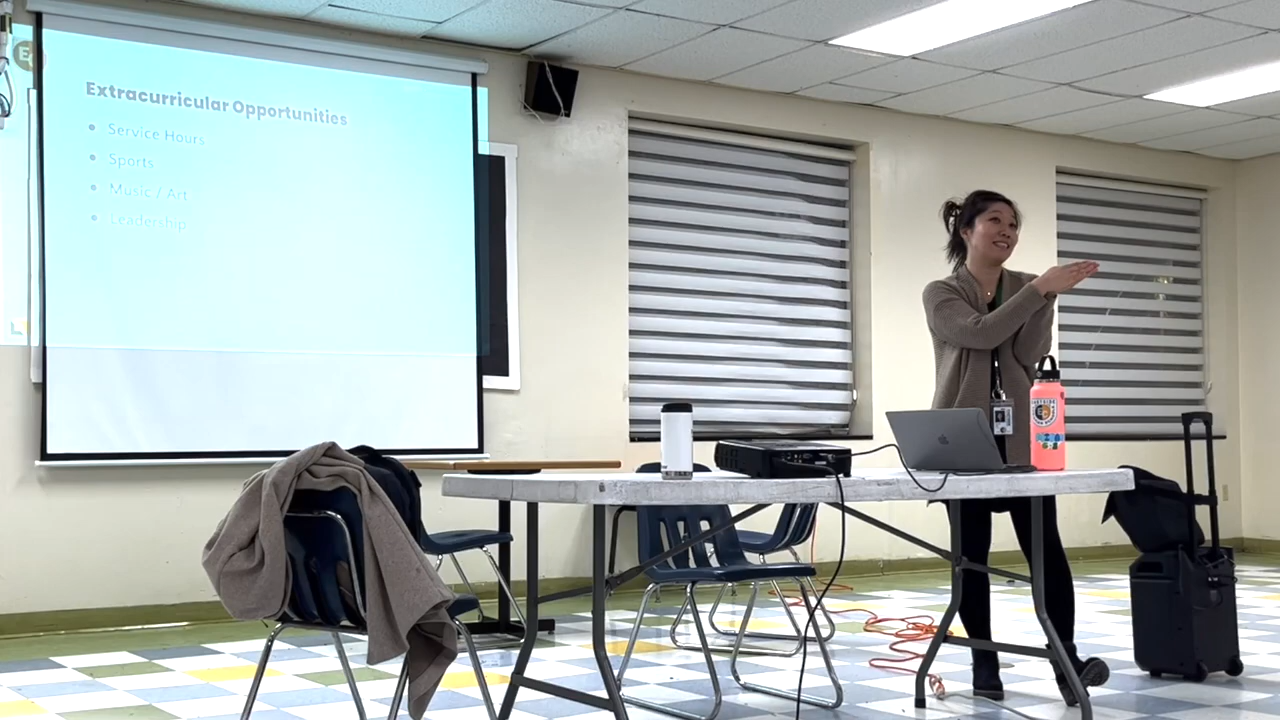 Extracurricular Opportunities
Service Hours
Sports
Music / Art
Leadership